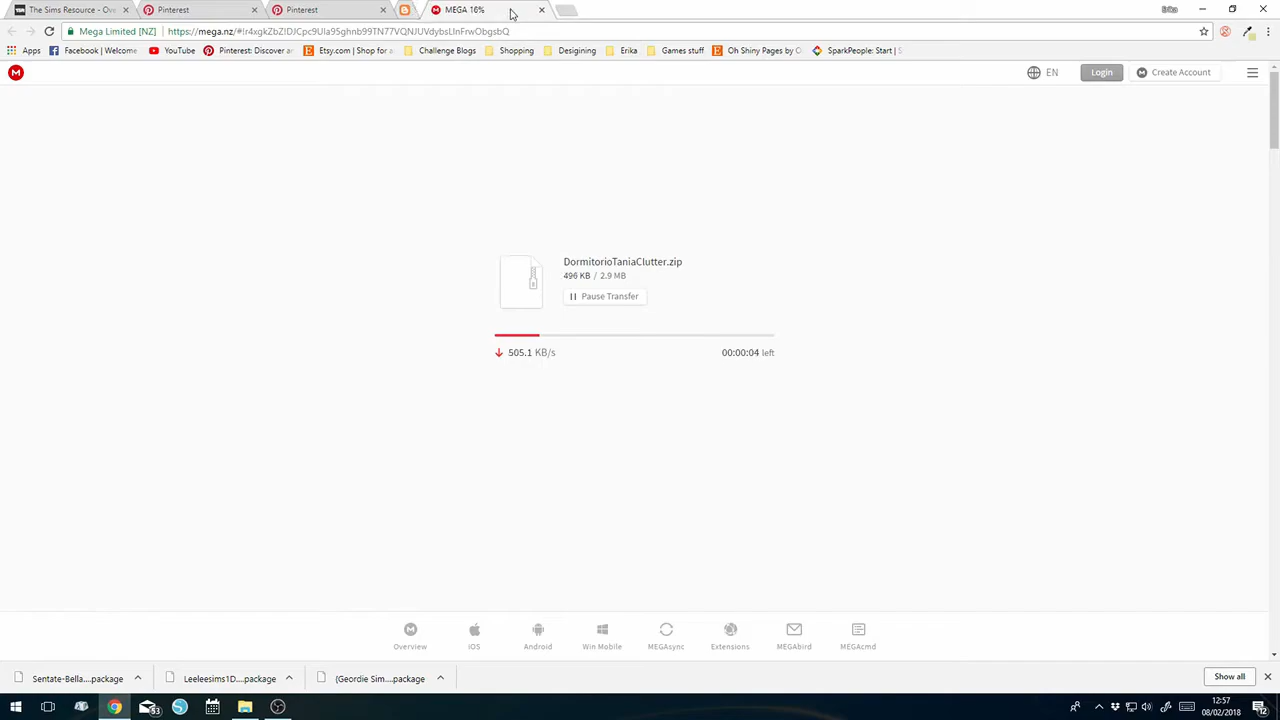 The Sims Resource - Ove
Pinterest
Pinterest
MEGA 16%
Erika
Mega Limited [NZ]
Apps
Facebook | Welcome
YouTube
Pinterest: Discover a
Etsy.com | Shop for a
Challenge Blogs
Shopping
Desigining
Erika
Games stuff
Oh Shiny Pages by O
SparkPeople: Start | S
EN
Login
Create Account
DormitorioTaniaClutter.zip
496 KB / 2.9 MB
Pause Transfer
505.1 KB/s
00:00:04 left
Overview
iOS
Android
Win Mobile
MEGAsync
Extensions
MEGAbird
MEGAcmd
Sentate-Bella....package
Leeleesims1D....package
{Geordie Sim....package
Show all
12:57
08/02/2018
12